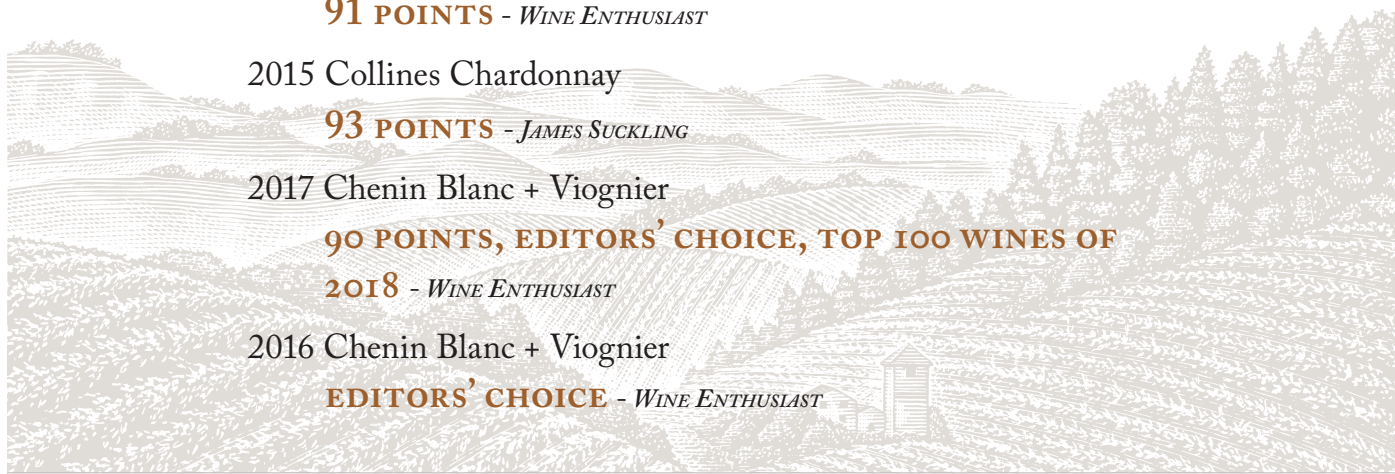 91 POINTS - WINE ENTHUSIAST
2015 Collines Chardonnay
93 POINTS - JAMES SUCKLING
2017 Chenin Blanc + Viognier
90 POINTS, EDITORS’ CHOICE, TOP 100 WINES OF
2018 - WINE ENTHUSIAST
2016 Chenin Blanc + Viognier
EDITORS’ CHOICE - WINE ENTHUSIAST